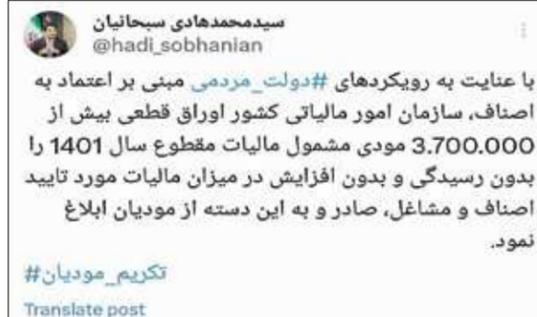 سیدمحمدهادی سبحانیان
@hadi_sobhanian
با عنایت به رویکردهای #دولت_مردمی مبنی بر اعتماد به
اصناف، سازمان امور مالیاتی کشور اوراق قطعی بیش از
3.700.000 مودی مشمول مالیات مقطوع سال 1401 را
بدون رسیدگی و بدون افزایش در میزان مالیات مورد تایید
اصناف و مشاغل، صادر و به این دسته از مودیان ابلاغ
نمود.
#تکریم_مودیان
Translate post